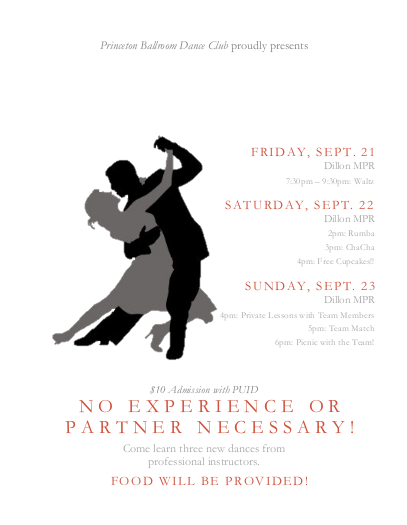 Princeton Ballroom Dance Club proudly presents
FRIDAY, SEPT. 21
Dillon MPR
7:30pm – 9:30pm: Waltz
SATURDAY, SEPT. 22
Dillon MPR
2pm: Rumba
3pm: ChaCha
4pm: Free Cupcakes!!
SUNDAY, SEPT. 23
Dillon MPR
4pm: Private Lessons with Team Members
5pm: Team Match
6pm: Picnic with the Team!
$10 Admission with PUID
NO EXPERIENCE OR
PARTNER NECESSARY!
Come learn three new dances from
professional instructors.
FOOD WILL BE PROVIDED!